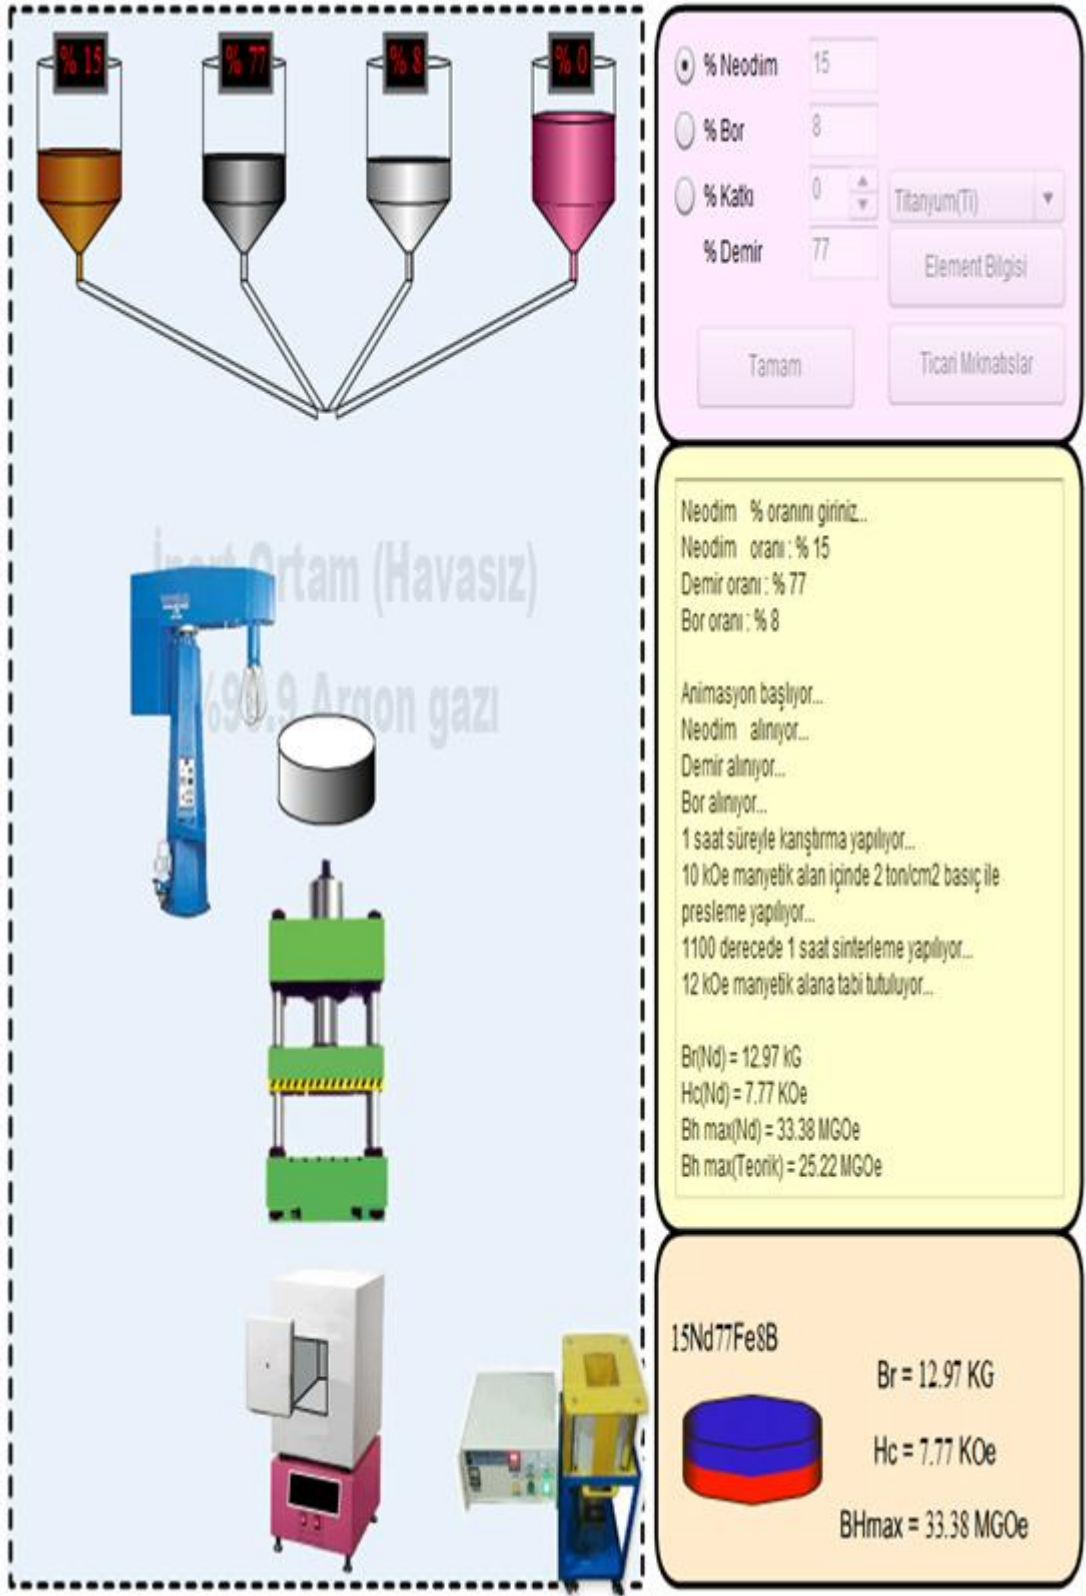 % 15
% 77
% 8
% 0
İnert Ortam (Havasız)
%99.9 Argon gazı
% Neodim 15
% Bor 8
% Katkı 0 Titanyum(Ti)
% Demir 77
Element Bilgisi
Tamam
Ticari Mıknatıslar
Neodim % oranını giriniz...
Neodim oranı : % 15
Demir oranı : % 77
Bor oranı : % 8
Animasyon başlıyor...
Neodim alınıyor...
Demir alınıyor...
Bor alınıyor...
1 saat süreyle karıştırma yapılıyor...
10 kOe manyetik alan içinde 2 ton/cm2 basıç ile
presleme yapılıyor...
1100 derecede 1 saat sinterleme yapılıyor...
12 kOe manyetik alana tabi tutuluyor...
Br(Nd) = 12.97 kG
Hc(Nd) = 7.77 KOe
Bh max(Nd) = 33.38 MGOe
Bh max(Teorik) = 25.22 MGOe
15Nd77Fe8B
Br = 12.97 KG
Hc = 7.77 KOe
BHmax = 33.38 MGOe